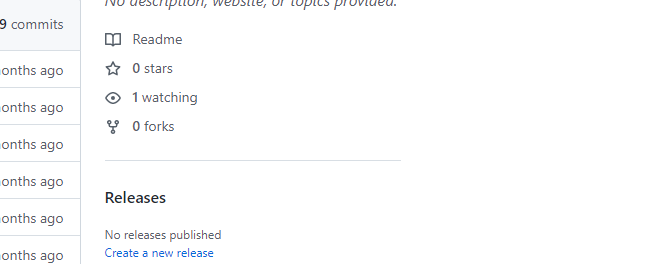 No description, website, or topics provided.
9 commits
Readme
0 stars
1 watching
0 forks
onths ago
onths ago
onths ago
onths ago
onths ago
onths ago
Releases
No releases published
Create a new release